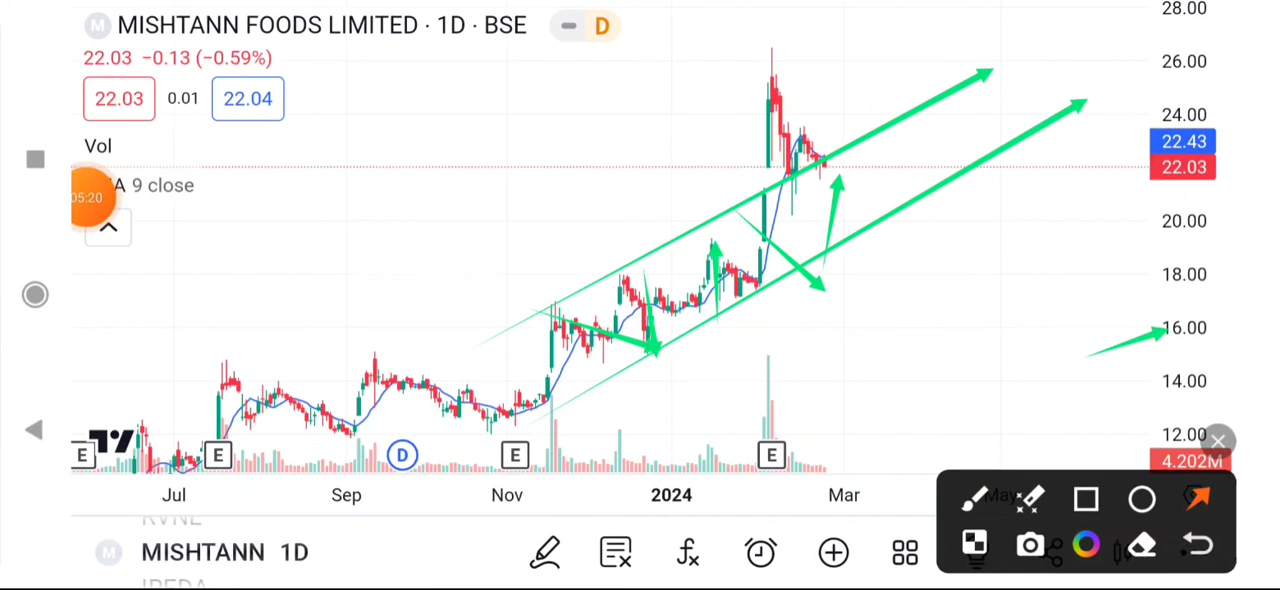 M MISHTANN FOODS LIMITED · 1D · BSE D
22.03 −0.13 (−0.59%)
22.03 0.01 22.04
Vol
05:20 A 9 close
28.00
26.00
24.00
22.43
22.03
20.00
18.00
16.00
14.00
12.00
4.202M
E E D E E
Jul Sep Nov 2024 Mar May
M MISHTANN 1D